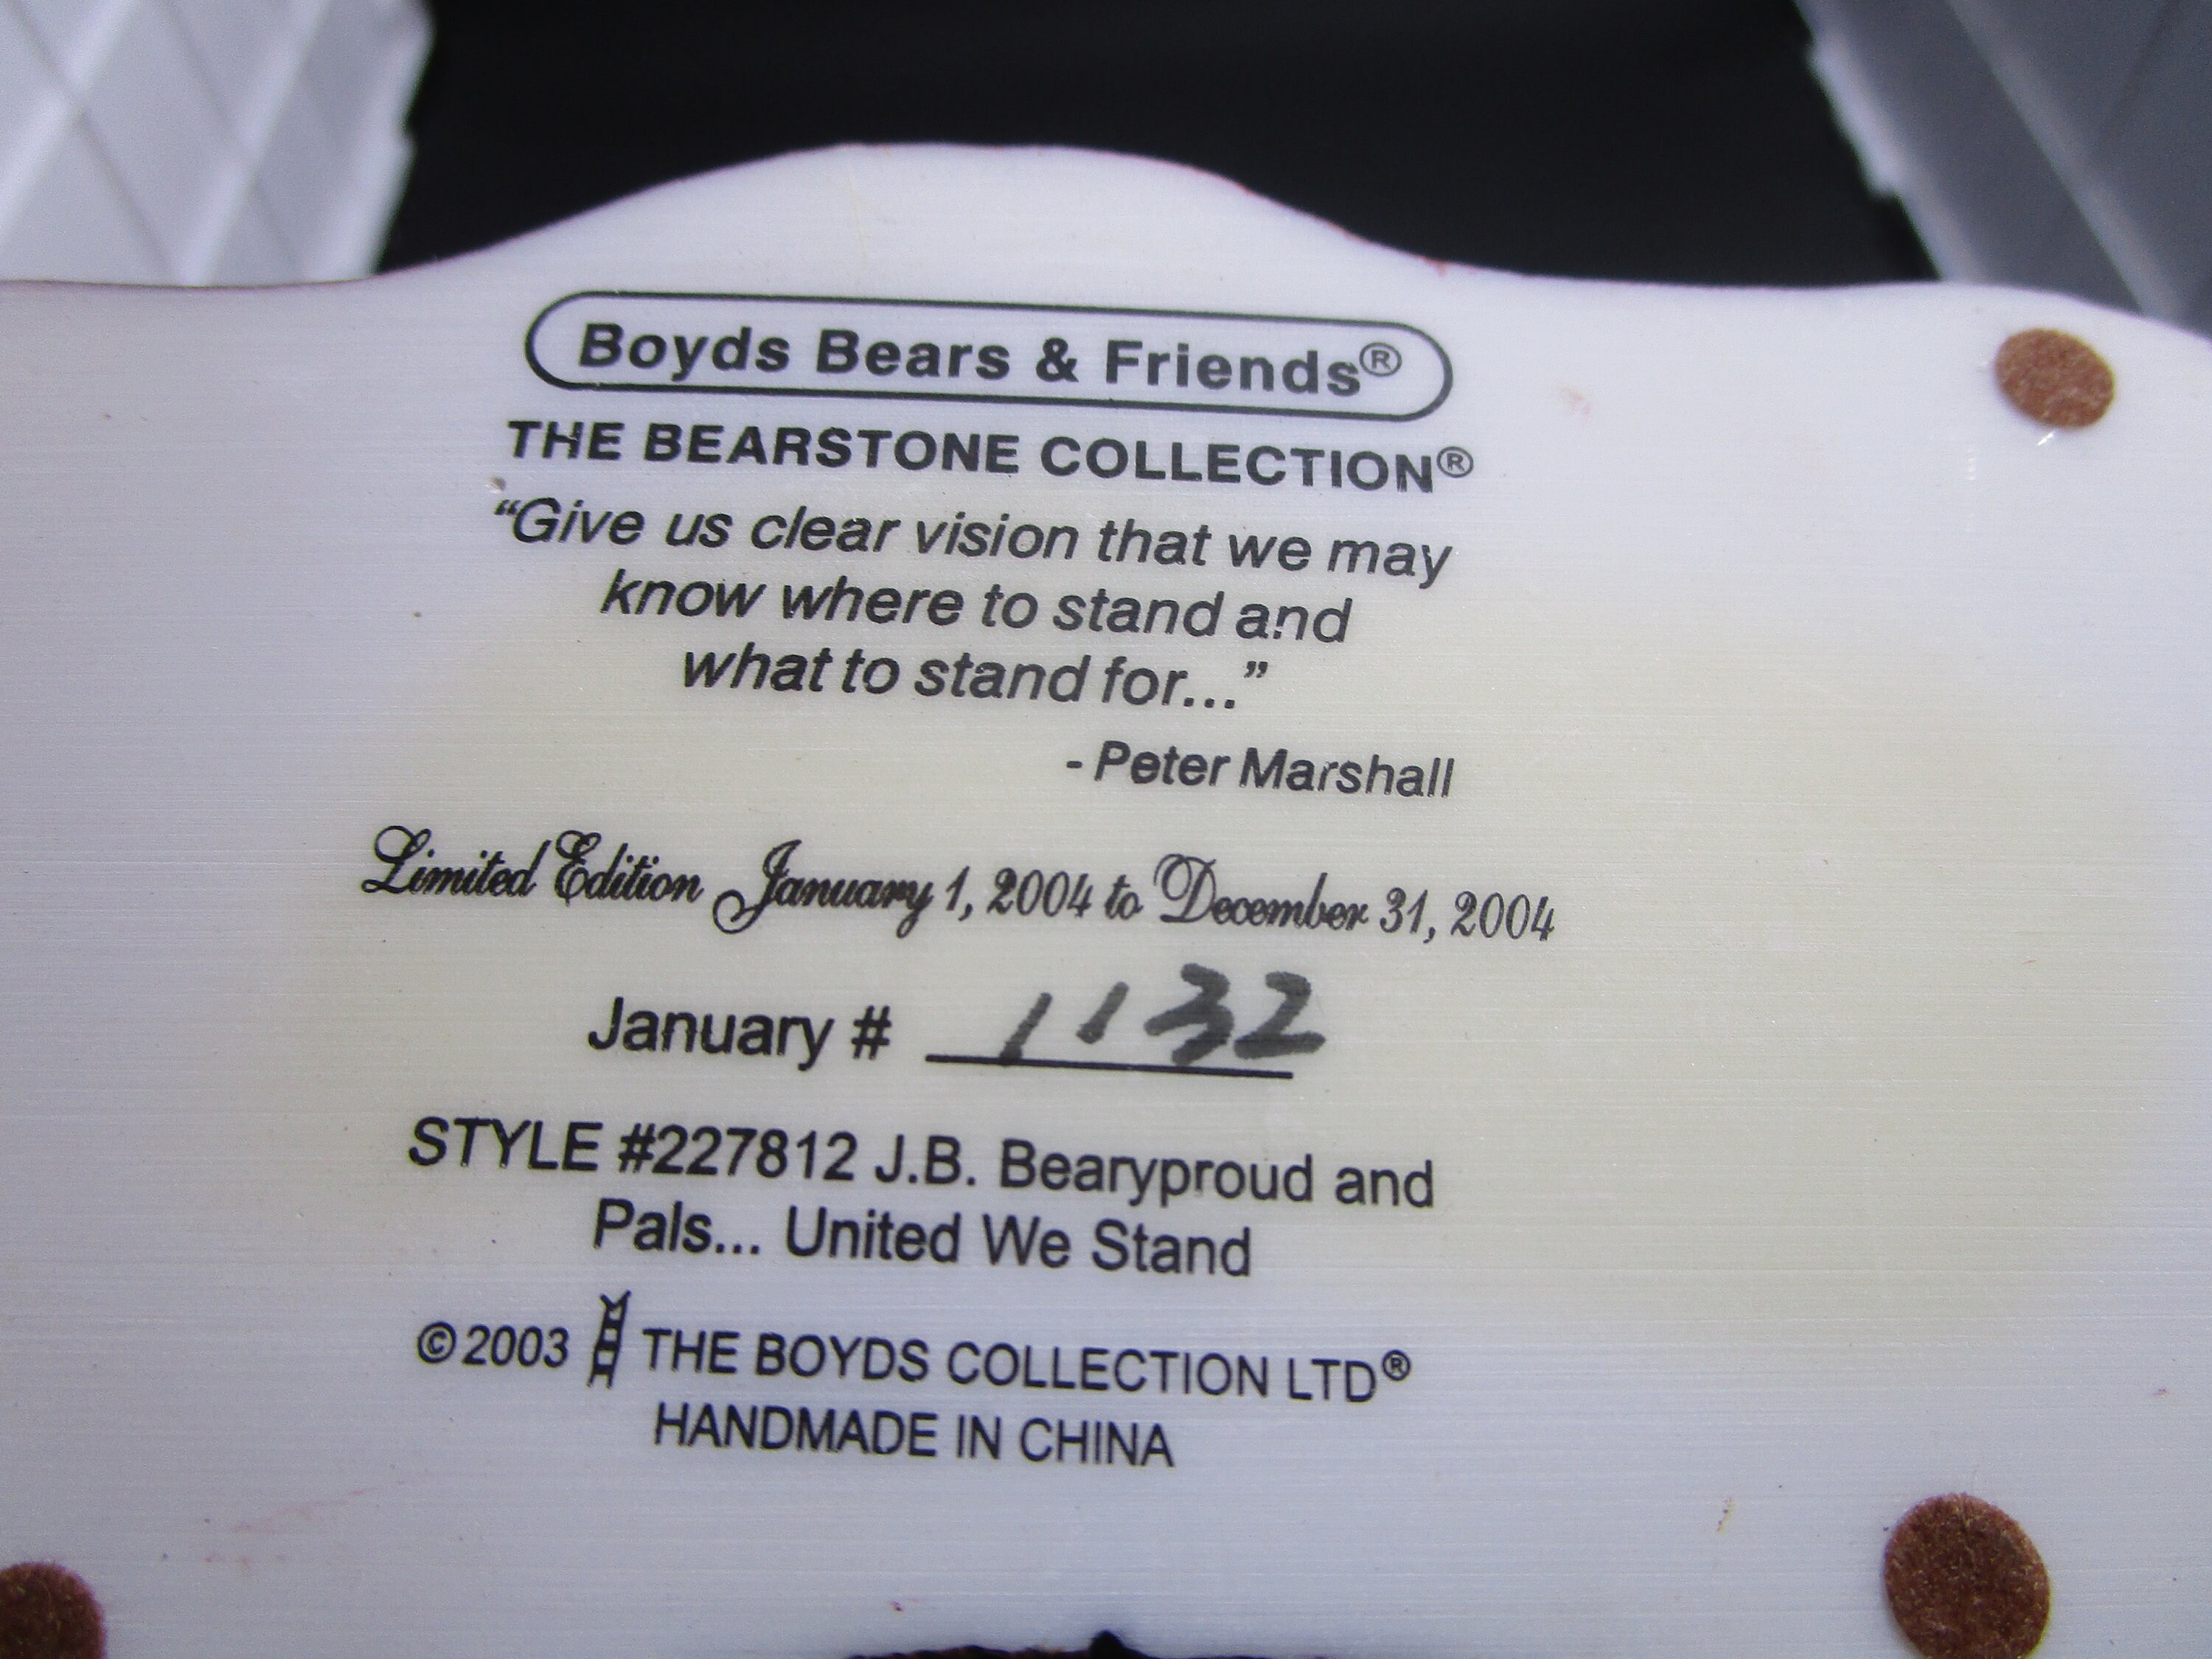 Boyds Bears & Friends®
THE BEARSTONE COLLECTION®
“Give us clear vision that we may
know where to stand and
what to stand for...”
- Peter Marshall
Limited Edition January 1, 2004 to December 31, 2004
January # 1132
STYLE #227812 J.B. Bearyproud and
Pals... United We Stand
©2003 THE BOYDS COLLECTION LTD®
HANDMADE IN CHINA